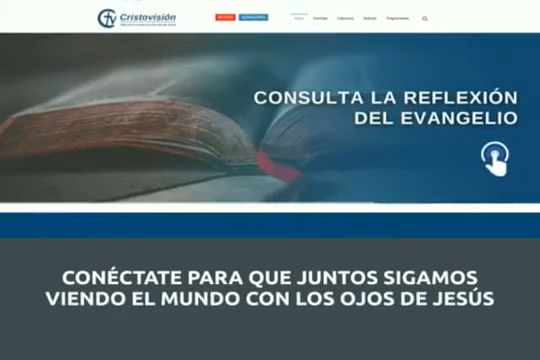 Cristovisión
CONSULTA LA REFLEXIÓN
DEL EVANGELIO
CONÉCTATE PARA QUE JUNTOS SIGAMOS
VIENDO EL MUNDO CON LOS OJOS DE JESÚS